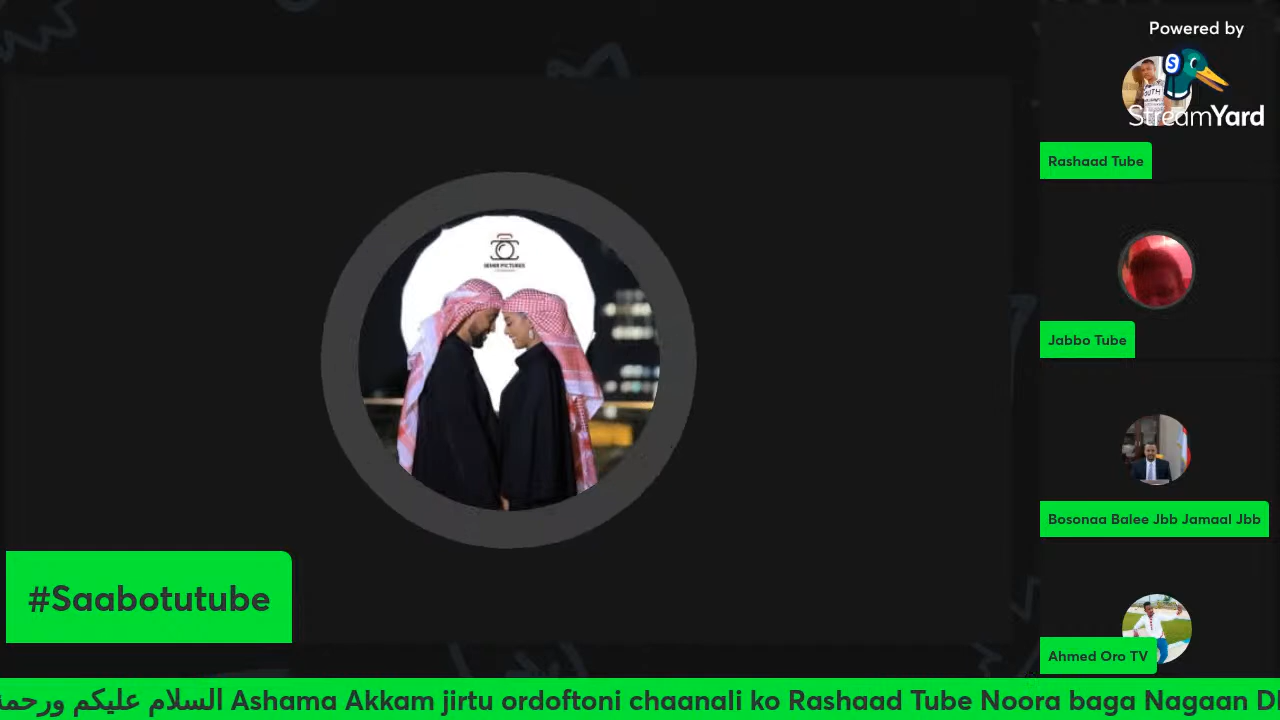 Powered by
StreamYard
Rashaad Tube
Jabbo Tube
Bosonaa Balee Jbb Jamaal Jbb
Ahmed Oro TV
#Saabotutube
السلام عليكم ورحمة Ashama Akkam jirtu ordoftoni chaanali ko Rashaad Tube Noora baga Nagaan